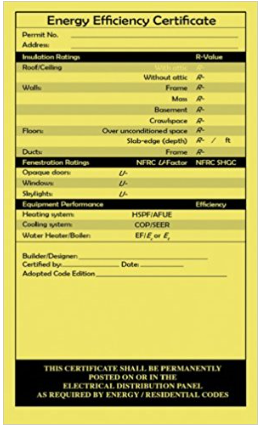 Energy Efficiency Certificate
Permit No.
Address:
Insulation Ratings R-Value
Roof/Ceiling With attic R-
Without attic R-
Walls: Frame R-
Mass R-
Basement R-
Crawlspace R-
Floors: Over unconditioned space R-
Slab-edge (depth) R- / ft
Ducts: R-
Fenestration Ratings NFRC U-Factor NFRC SHGC
Opaque doors: U-
Windows: U-
Skylights: U-
Equipment Performance Efficiency
Heating system: HSPF/AFUE
Cooling system: COP/SEER
Water Heater/Boiler: EF/Et or Ec
Builder/Designer:
Certified by: Date:
Adopted Code Edition
THIS CERTIFICATE SHALL BE PERMANENTLY
POSTED ON OR IN THE
ELECTRICAL DISTRIBUTION PANEL
AS REQUIRED BY ENERGY / RESIDENTIAL CODES